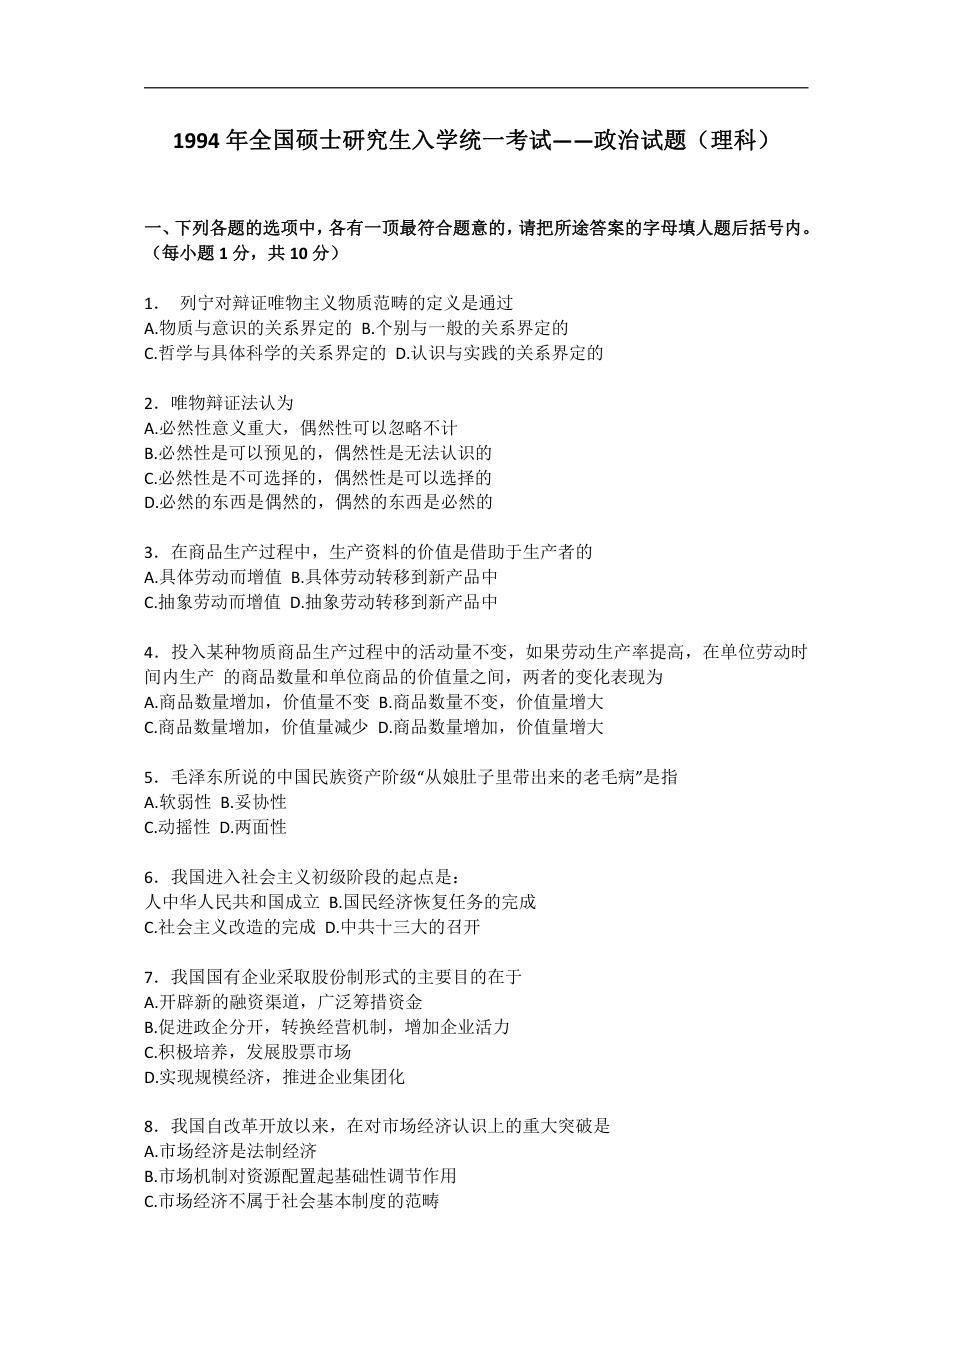 1994 年全国硕士研究生入学统一考试——政治试题（理科）
一、下列各题的选项中，各有一顶最符合题意的，请把所途答案的字母填人题后括号内。
（每小题 1 分，共 10 分）
1． 列宁对辩证唯物主义物质范畴的定义是通过
A.物质与意识的关系界定的 B.个别与一般的关系界定的
C.哲学与具体科学的关系界定的 D.认识与实践的关系界定的
2．唯物辩证法认为
A.必然性意义重大，偶然性可以忽略不计
B.必然性是可以预见的，偶然性是无法认识的
C.必然性是不可选择的，偶然性是可以选择的
D.必然的东西是偶然的，偶然的东西是必然的
3．在商品生产过程中，生产资料的价值是借助于生产者的
A.具体劳动而增值 B.具体劳动转移到新产品中
C.抽象劳动而增值 D.抽象劳动转移到新产品中
4．投入某种物质商品生产过程中的活动量不变，如果劳动生产率提高，在单位劳动时
间内生产 的商品数量和单位商品的价值量之间，两者的变化表现为
A.商品数量增加，价值量不变 B.商品数量不变，价值量增大
C.商品数量增加，价值量减少 D.商品数量增加，价值量增大
5．毛泽东所说的中国民族资产阶级“从娘肚子里带出来的老毛病”是指
A.软弱性 B.妥协性
C.动摇性 D.两面性
6．我国进入社会主义初级阶段的起点是：
人中华人民共和国成立 B.国民经济恢复任务的完成
C.社会主义改造的完成 D.中共十三大的召开
7．我国国有企业采取股份制形式的主要目的在于
A.开辟新的融资渠道，广泛筹措资金
B.促进政企分开，转换经营机制，增加企业活力
C.积极培养，发展股票市场
D.实现规模经济，推进企业集团化
8．我国自改革开放以来，在对市场经济认识上的重大突破是
A.市场经济是法制经济
B.市场机制对资源配置起基础性调节作用
C.市场经济不属于社会基本制度的范畴